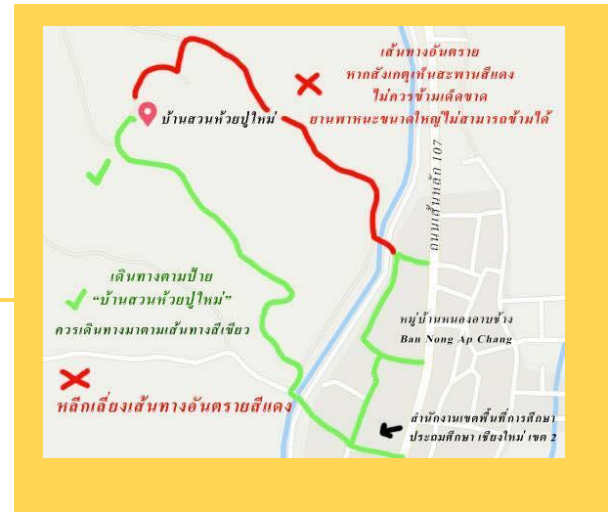 เส้นทางอันตราย
หากสังเกตุเห็นสะพานสีแดง
ไม่ควรข้ามเด็ดขาด
ยานพาหนะขนาดใหญ่ไม่สามารถข้ามได้
บ้านสวนห้วยปูใหม่
ถนนเส้นหลัก 107
เดินทางตามป้าย
“บ้านสวนห้วยปูใหม่”
ควรเดินทางมาตามเส้นทางสีเขียว
หมู่บ้านหนองอาบช้าง
Ban Nong Ap Chang
หลีกเลี่ยงเส้นทางอันตรายสีแดง
สำนักงานเขตพื้นที่การศึกษา
ประถมศึกษา เชียงใหม่ เขต 2